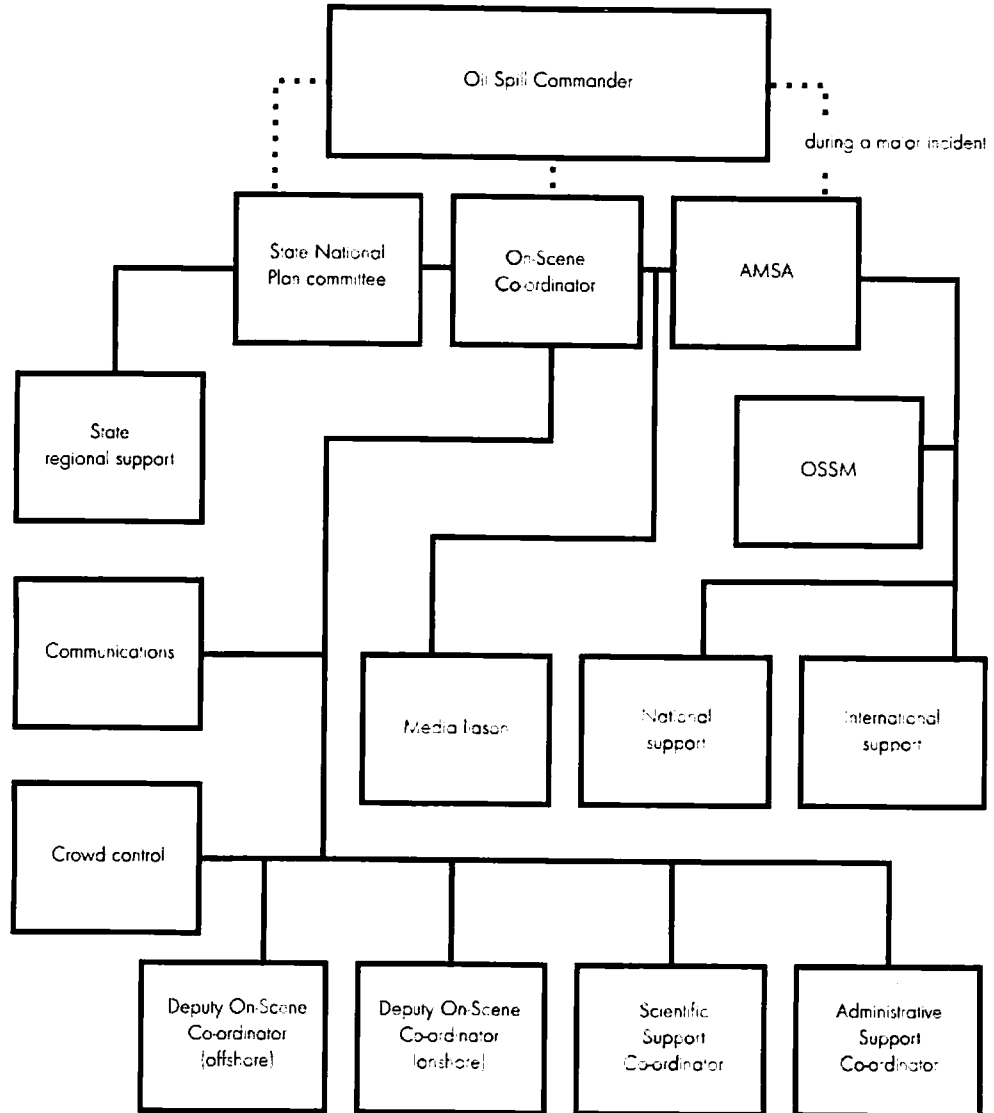 Oil Spill Commander
during a major incident
State National
Plan committee
On-Scene
Co-ordinator
AMSA
State
regional support
OSSM
Communications
Media liason
National
support
International
support
Crowd control
Deputy On-Scene
Co-ordinator
(offshore)
Deputy On-Scene
Co-ordinator
(onshore)
Scientific
Support
Co-ordinator
Administrative
Support
Co-ordinator